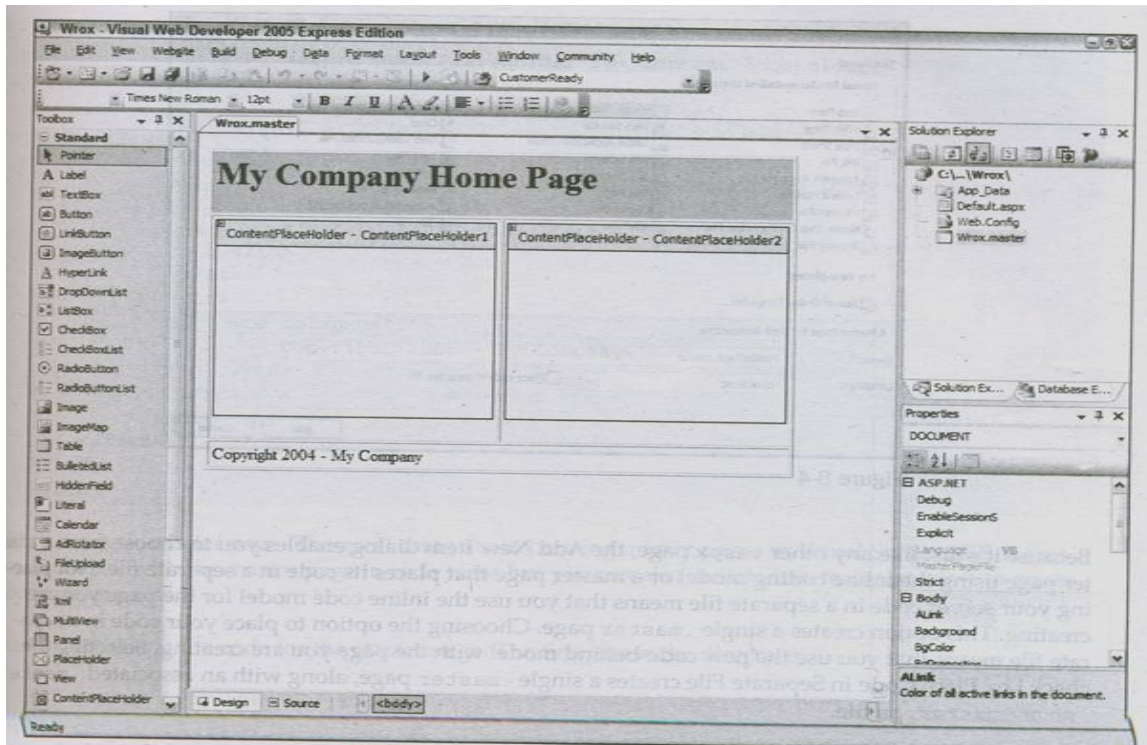 Wrox - Visual Web Developer 2005 Express Edition
File Edit View Website Build Debug Data Format Layout Tools Window Community Help
CustomerReady
Times New Roman 12pt B I U A
Toolbox
Standard
Pointer
A Label
abl TextBox
ab Button
LinkButton
ImageButton
A HyperLink
DropDownList
ListBox
CheckBox
CheckBoxList
RadioButton
RadioButtonList
Image
ImageMap
Table
BulletedList
HiddenField
Literal
Calendar
AdRotator
FileUpload
Wizard
Xml
MultiView
Panel
PlaceHolder
View
ContentPlaceHolder
Wrox.master
My Company Home Page
ContentPlaceHolder - ContentPlaceHolder1
ContentPlaceHolder - ContentPlaceHolder2
Copyright 2004 - My Company
Design Source <body>
Solution Explorer
C:\...\Wrox\
App_Data
Default.aspx
Web.Config
Wrox.master
Solution Ex... Database E...
Properties
DOCUMENT
ASP.NET
Debug
EnableSessionS
Explicit
Language VB
MasterPageFile
Strict
Body
ALink
Background
BgColor
ALink
Color of all active links in the document.
Ready